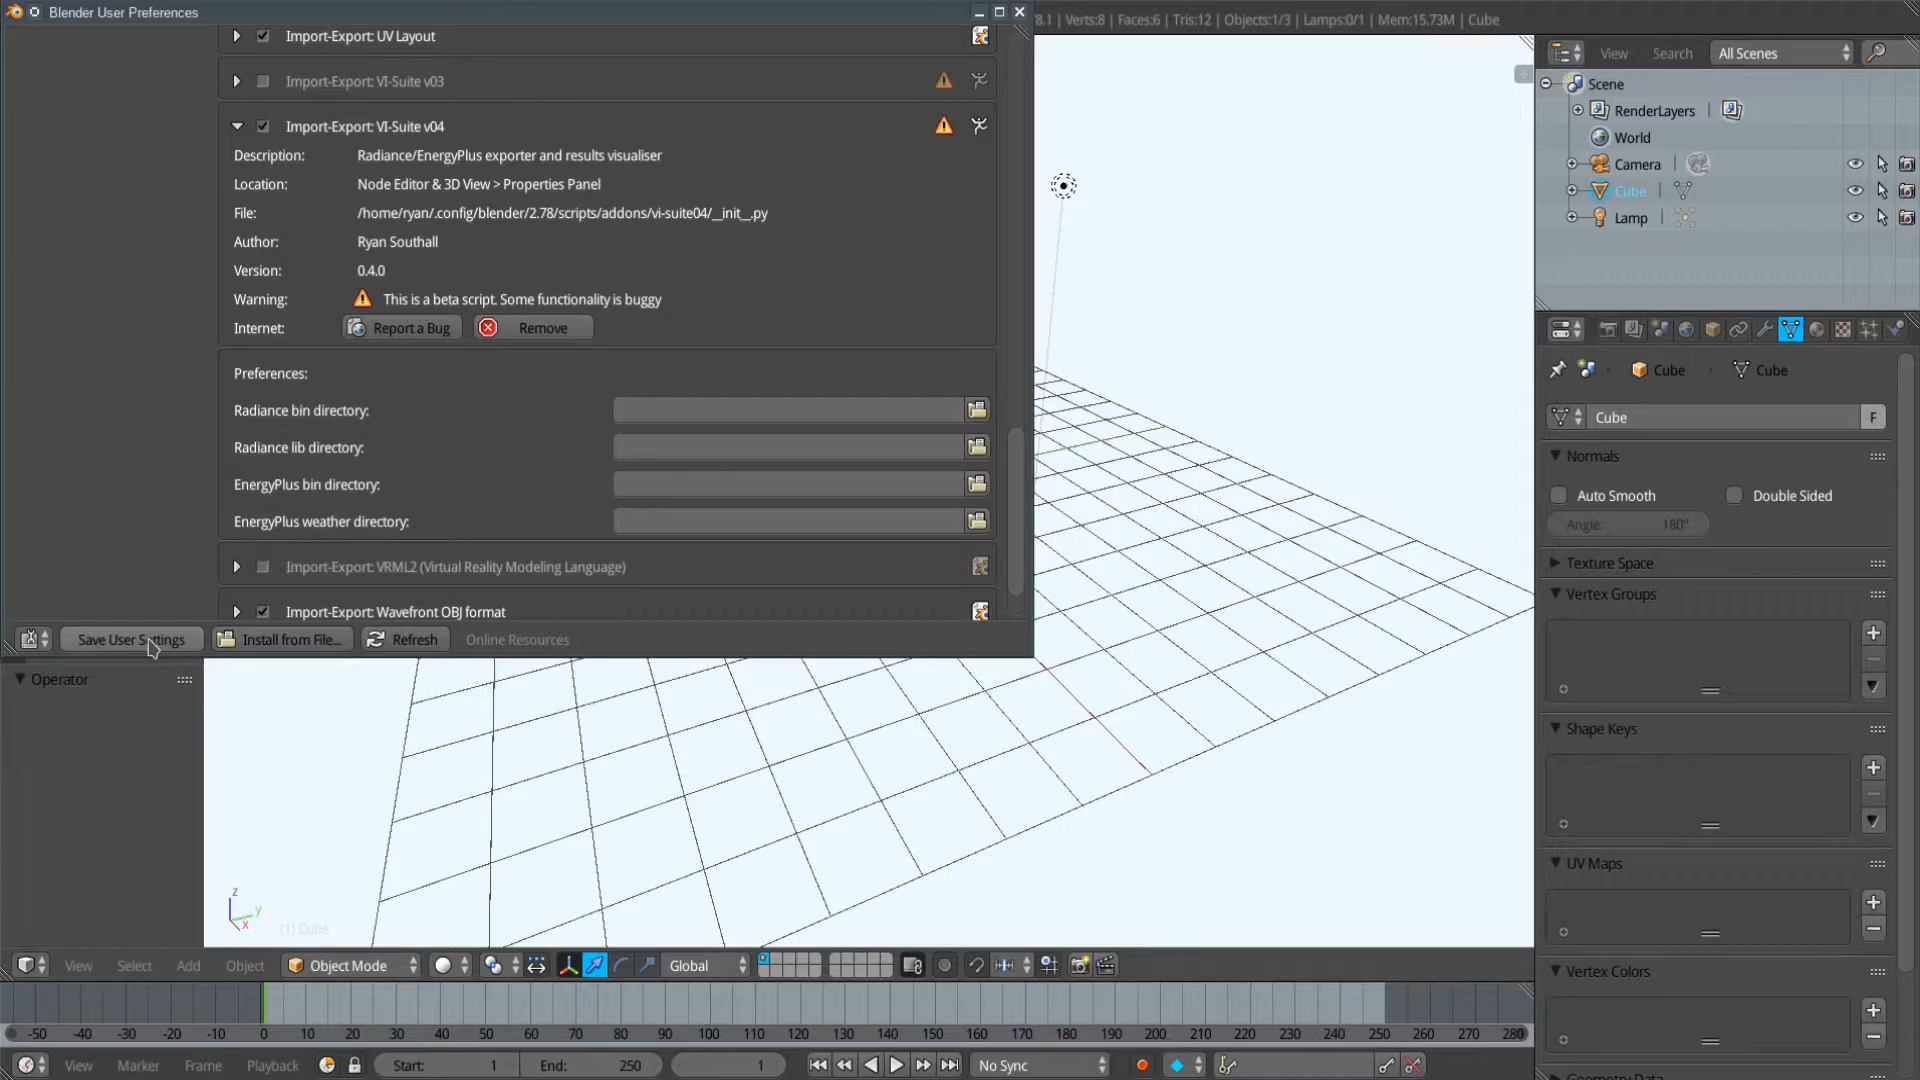 Blender User Preferences
78.1 | Verts:8 | Faces:6 | Tris:12 | Objects:1/3 | Lamps:0/1 | Mem:15.73M | Cube
Import-Export: UV Layout
Import-Export: VI-Suite v03
Import-Export: VI-Suite v04
Description: Radiance/EnergyPlus exporter and results visualiser
Location: Node Editor & 3D View > Properties Panel
File: /home/ryan/.config/blender/2.78/scripts/addons/vi-suite04/__init__.py
Author: Ryan Southall
Version: 0.4.0
Warning: This is a beta script. Some functionality is buggy
Internet: Report a Bug Remove
Preferences:
Radiance bin directory:
Radiance lib directory:
EnergyPlus bin directory:
EnergyPlus weather directory:
Import-Export: VRML2 (Virtual Reality Modeling Language)
Import-Export: Wavefront OBJ format
Save User Settings Install from File... Refresh Online Resources
Operator
z
y
x
(1) Cube
View Search All Scenes
Scene
RenderLayers |
World
Camera |
Cube |
Lamp |
Cube Cube
Cube F
Normals
Auto Smooth Double Sided
Angle: 180°
Texture Space
Vertex Groups
Shape Keys
UV Maps
Vertex Colors
Geometry Data
View Select Add Object Object Mode Global
-50 -40 -30 -20 -10 0 10 20 30 40 50 60 70 80 90 100 110 120 130 140 150 160 170 180 190 200 210 220 230 240 250 260 270 280
View Marker Frame Playback Start: 1 End: 250 1 No Sync